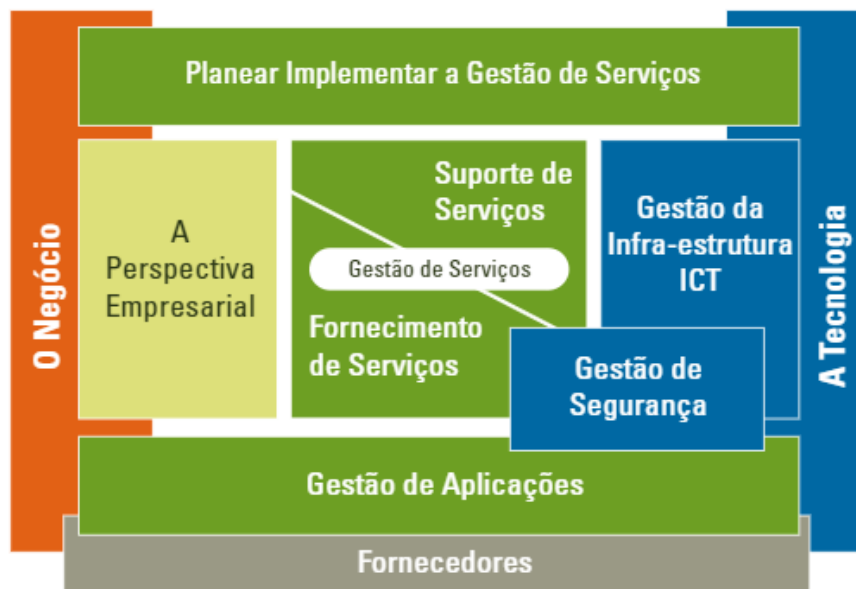 Planear Implementar a Gestão de Serviços
O Negócio
A
Perspectiva
Empresarial
Suporte de
Serviços
Gestão de Serviços
Fornecimento
de Serviços
Gestão da
Infra-estrutura
ICT
Gestão de
Segurança
A Tecnologia
Gestão de Aplicações
Fornecedores